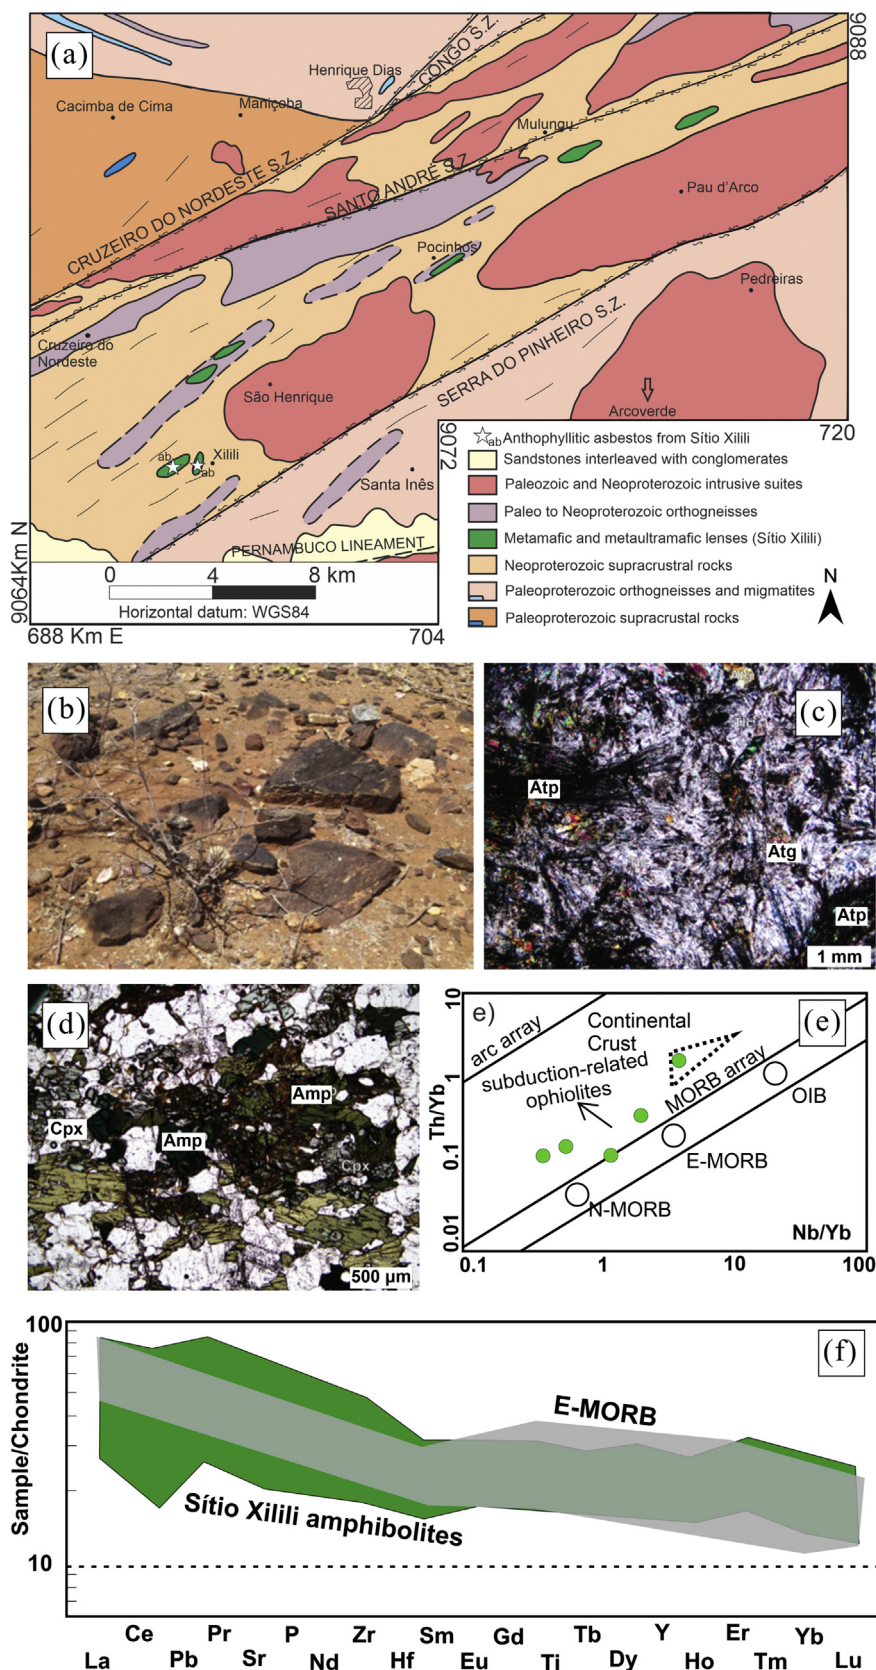 (a)
Henrique Dias
CONGO S.Z.
9088
Cacimba de Cima
Maniçoba
Mulungu
CRUZEIRO DO NORDESTE S.Z.
SANTO ANDRÉ S.Z.
Pau d'Arco
Pocinhos
Pedreiras
Cruzeiro do
Nordeste
SERRA DO PINHEIRO S.Z.
São Henrique
Arcoverde
720
9072
ab
Xilili
ab
Santa Inês
PERNAMBUCO LINEAMENT
9064Km N
0 4 8 km
Horizontal datum: WGS84
688 Km E
704
ab Anthophyllitic asbestos from Sítio Xilili
Sandstones interleaved with conglomerates
Paleozoic and Neoproterozoic intrusive suites
Paleo to Neoproterozoic orthogneisses
Metamafic and metaultramafic lenses (Sítio Xilili)
Neoproterozoic supracrustral rocks
Paleoproterozoic orthogneisses and migmatites
Paleoproterozoic supracrustal rocks
N
(b)
(c)
Atp
Atg
Atp
1 mm
(d)
Amp
Cpx
Amp
Cpx
500 µm
e)
(e)
10
1
0.1
0.01
Th/Yb
arc array
Continental
Crust
subduction-related
ophiolites
MORB array
OIB
E-MORB
N-MORB
Nb/Yb
0.1 1 10 100
(f)
100
10
Sample/Chondrite
E-MORB
Sítio Xilili amphibolites
La Ce Pb Pr Sr P Nd Zr Hf Sm Eu Gd Ti Tb Dy Y Ho Er Tm Yb Lu